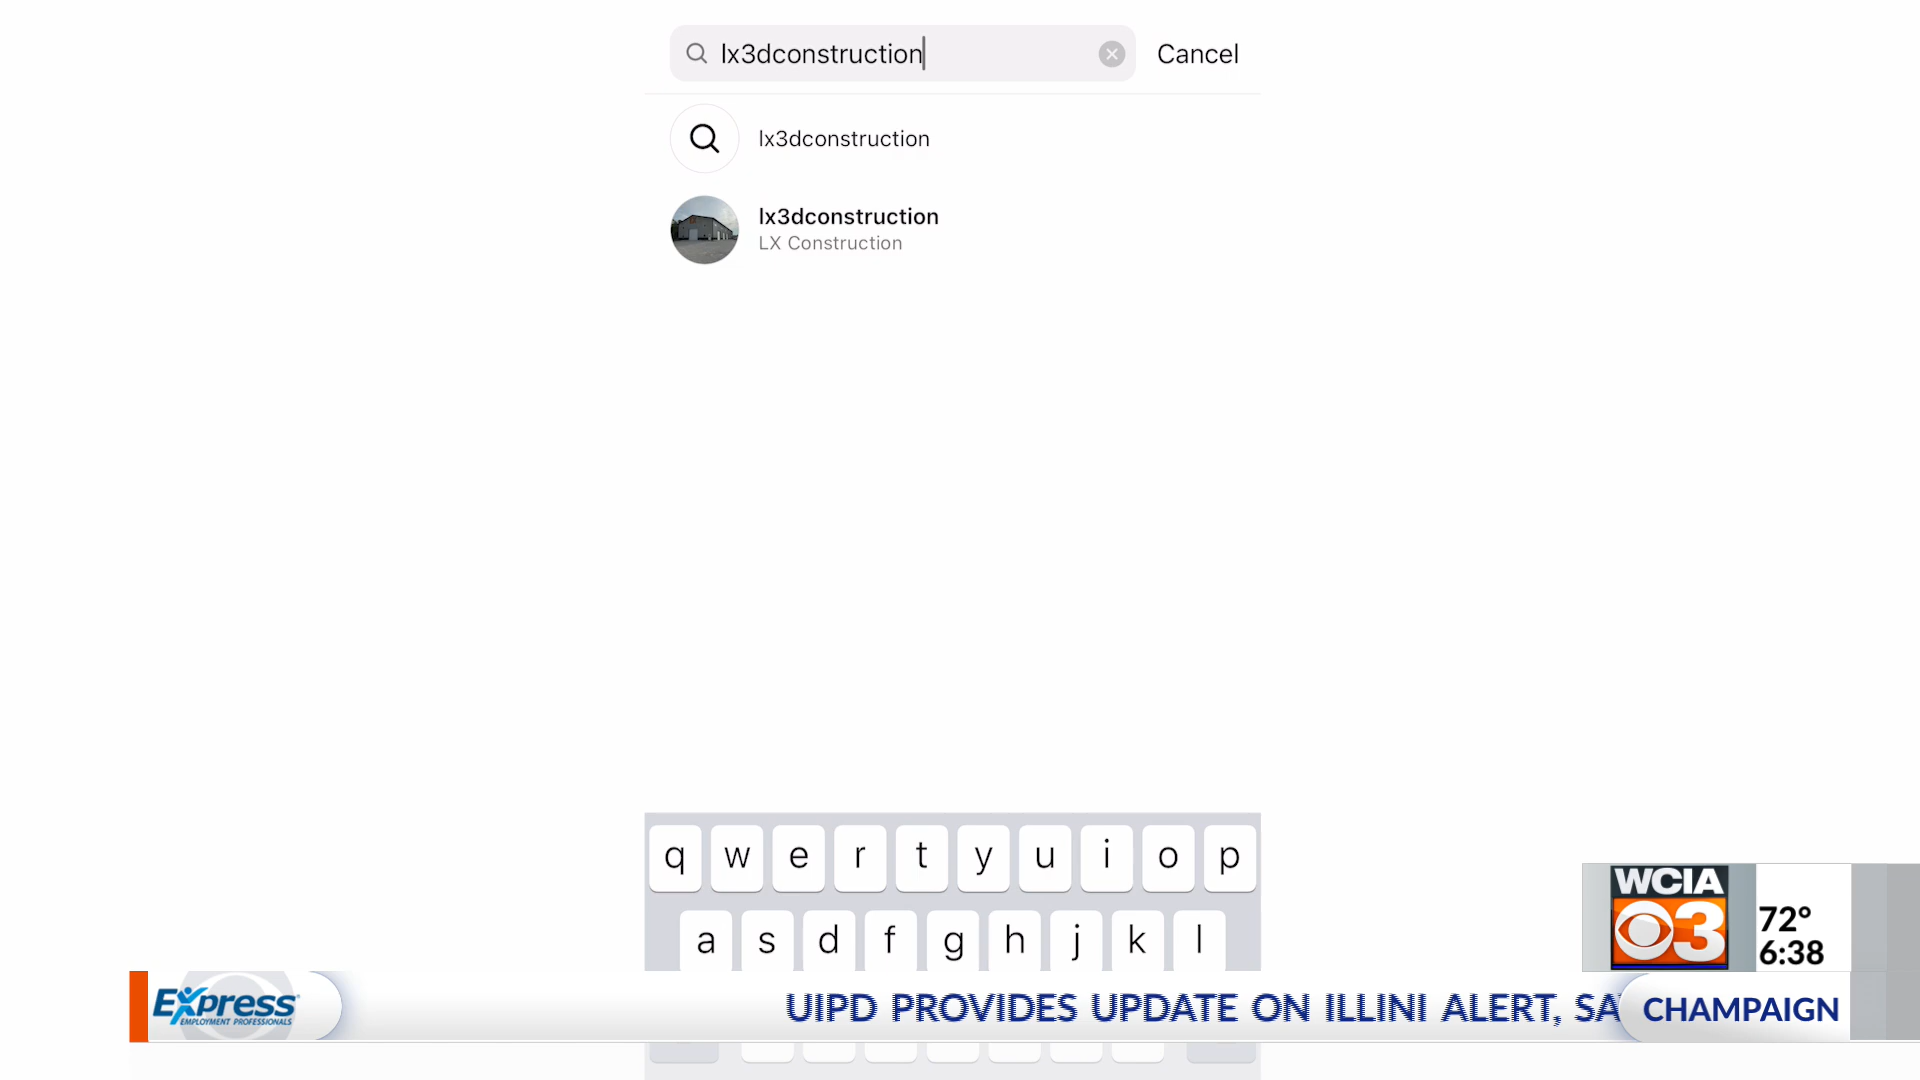 lx3dconstruction
Cancel
lx3dconstruction
lx3dconstruction
LX Construction
q w e r t y u i o p
a s d f g h j k l
WCIA
3
72°
6:38
Express
EMPLOYMENT PROFESSIONALS
UIPD PROVIDES UPDATE ON ILLINI ALERT, SA
CHAMPAIGN